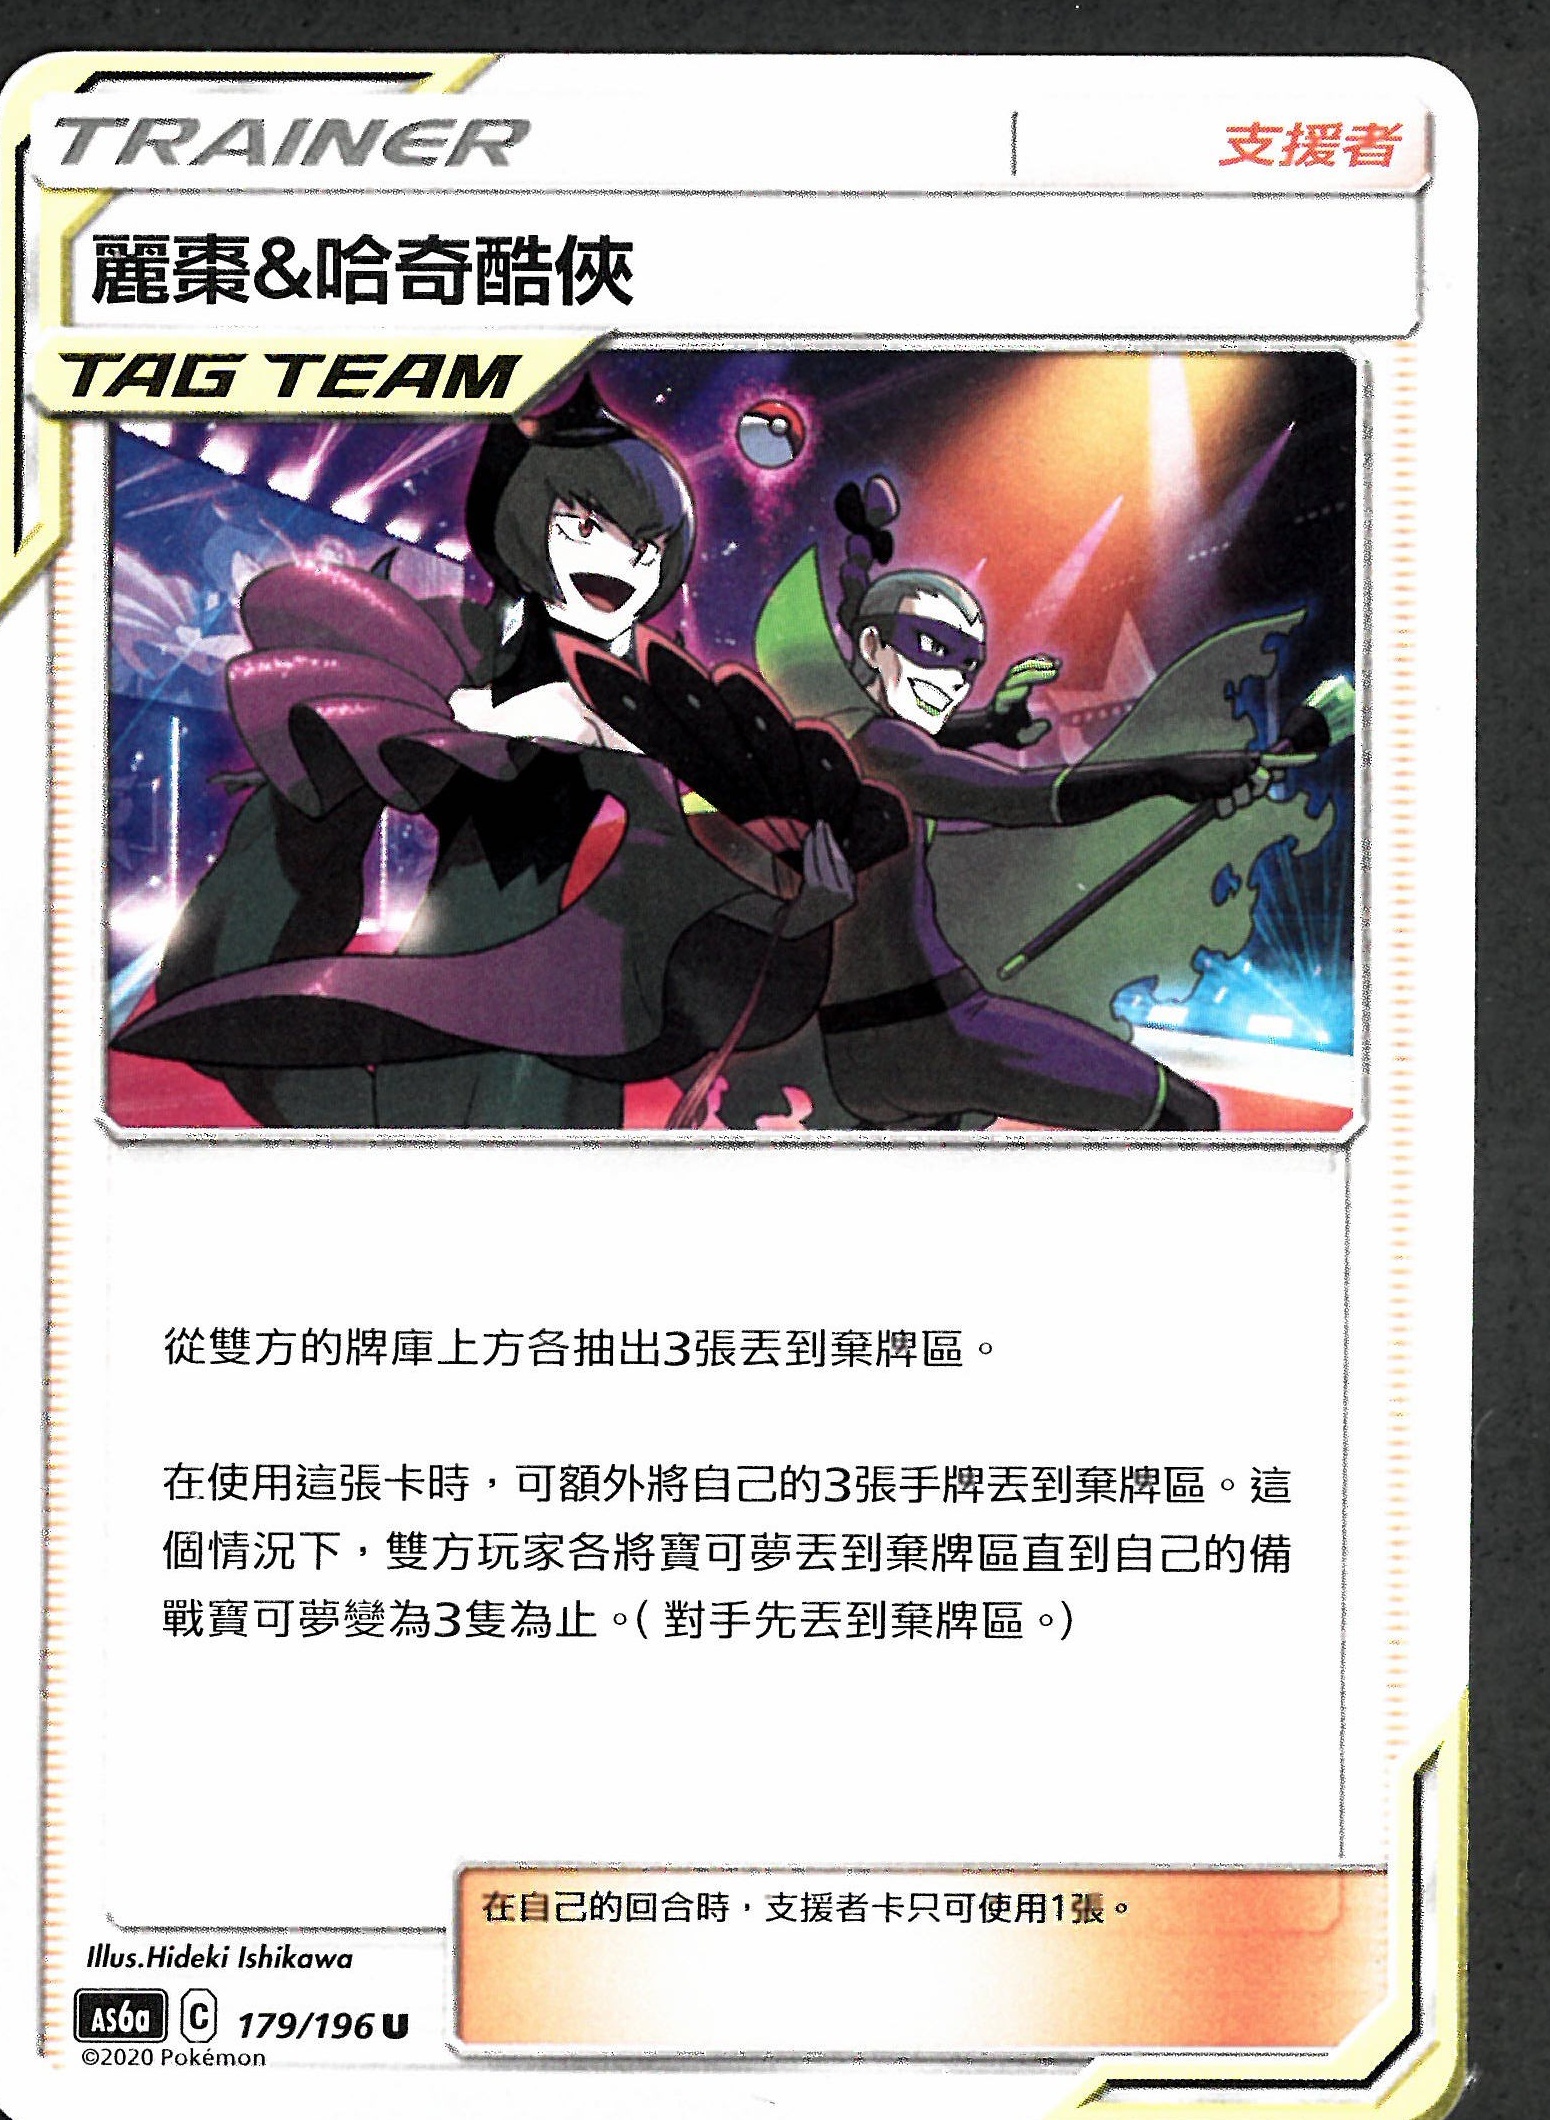 TRAINER
支援者
麗棗&哈奇酷俠
TAG TEAM
從雙方的牌庫上方各抽出3張丟到棄牌區。
在使用這張卡時，可額外將自己的3張手牌丟到棄牌區。這
個情況下，雙方玩家各將寶可夢丟到棄牌區直到自己的備
戰寶可夢變為3隻為止。(對手先丟到棄牌區。)
在自己的回合時，支援者卡只可使用1張。
Illus.Hideki Ishikawa
AS6a C 179/196 U
©2020 Pokémon